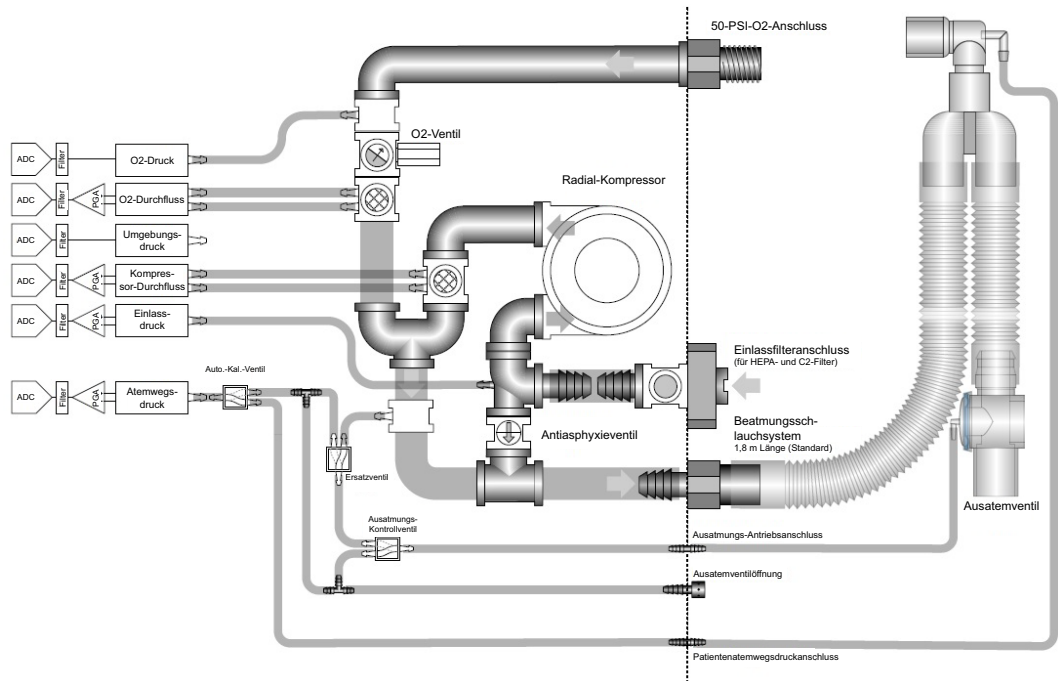 50-PSI-O2-Anschluss
O2-Ventil
ADC
Filter
O2-Druck
Radial-Kompressor
ADC
Filter
PGA
O2-Durchfluss
ADC
Filter
Umgebungs-
druck
ADC
Filter
PGA
Kompres-
sor-Durchfluss
ADC
Filter
PGA
Einlass-
druck
Einlassfilteranschluss
(für HEPA- und C2-Filter)
Auto.-Kal.-Ventil
ADC
Filter
PGA
Atemwegs-
druck
Antiasphyxieventil
Beatmungssch-
lauchsystem
1,8 m Länge (Standard)
Ersatzventil
Ausatemventil
Ausatmungs-
Kontrollventil
Ausatmungs-Antriebsanschluss
Ausatemventilöffnung
Patientenatemwegsdruckanschluss